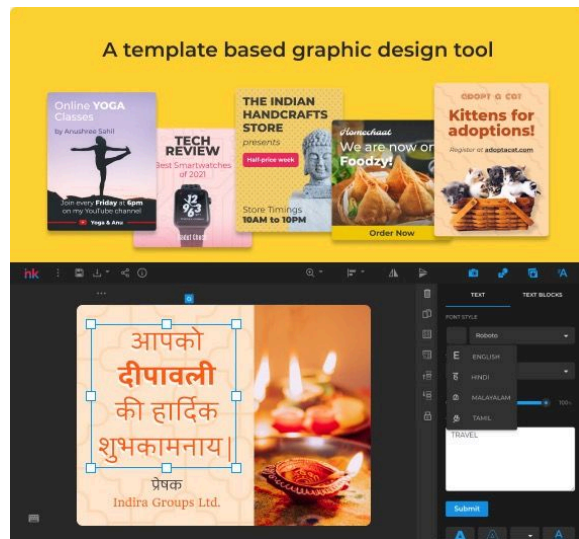 A template based graphic design tool
Online YOGA
Classes
by Anushree Sahil
Join every Friday at 6pm
on my YouTube channel
Yoga & Anu
TECH
REVIEW
Best Smartwatches
of 2021
THE INDIAN
HANDCRAFTS
STORE
presents
Half-price week
Store Timings
10AM to 10PM
Homechaat
We are now on
Foodzy!
Order Now
ADOPT A CAT
Kittens for
adoptions!
Register at adoptacat.com
hk
TEXT
TEXT BLOCKS
FONT STYLE
Roboto
E ENGLISH
ह HINDI
മ MALAYALAM
த TAMIL
100%
TRAVEL
Submit
A A A
आपको
दीपावली
की हार्दिक
शुभकामनाय|
प्रेषक
Indira Groups Ltd.